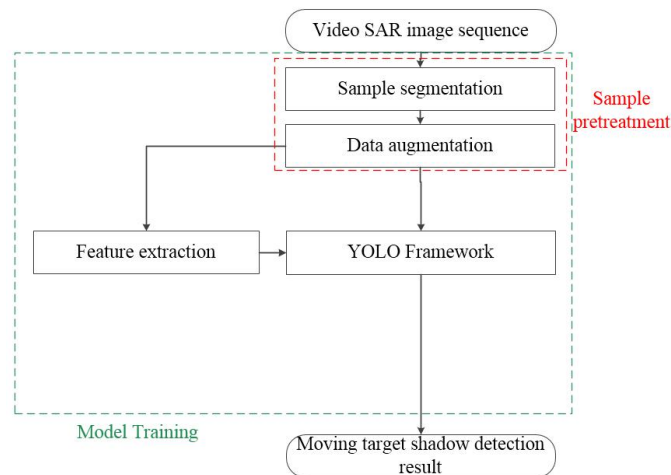 Video SAR image sequence
Sample segmentation
Sample
pretreatment
Data augmentation
Feature extraction
YOLO Framework
Model Training
Moving target shadow detection
result